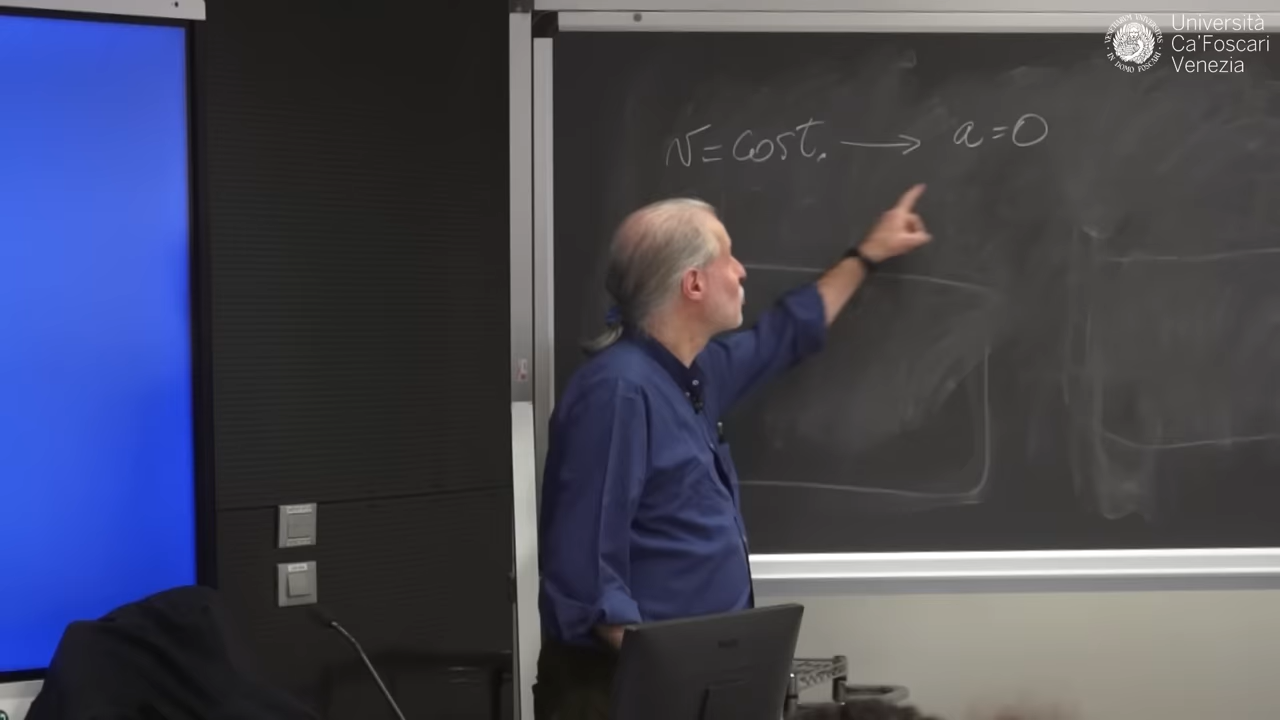 Università
Ca'Foscari
Venezia
v = cost. → a = 0